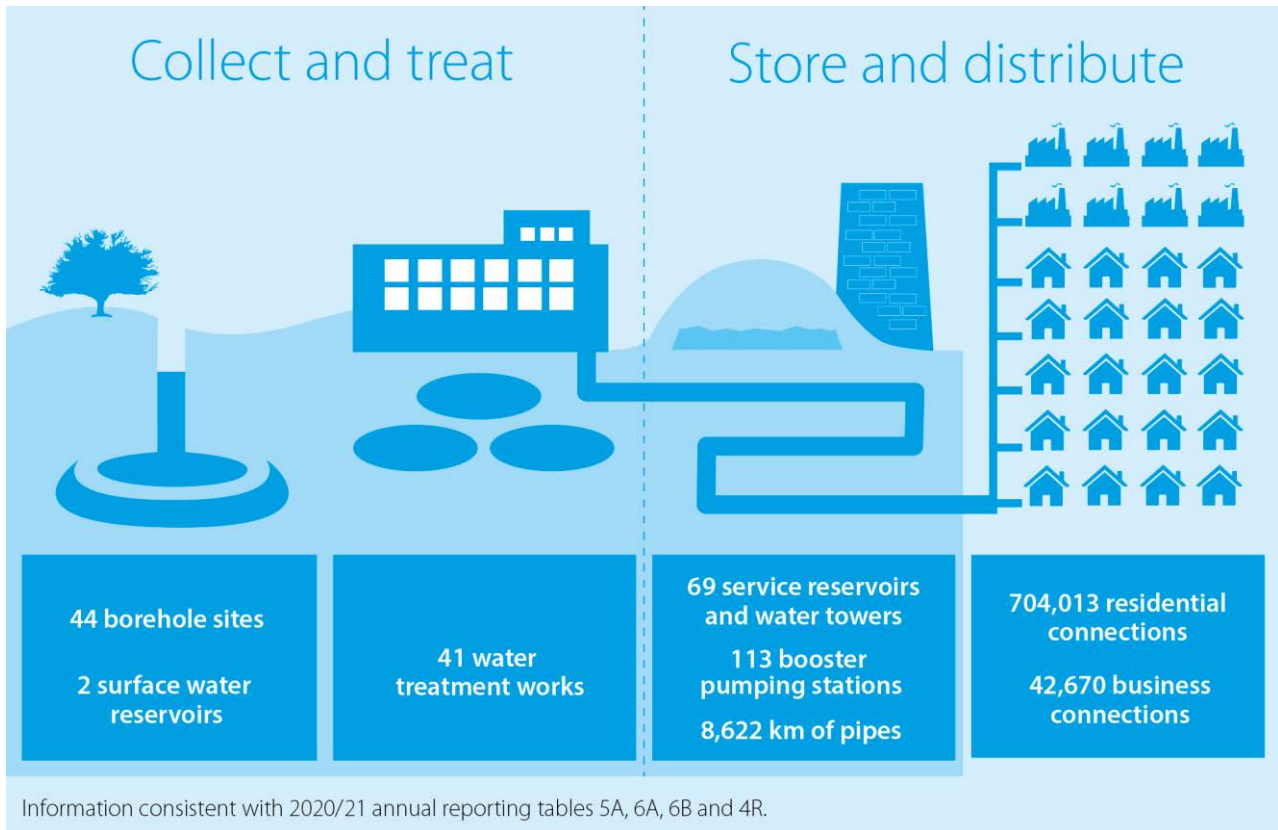 Collect and treat
Store and distribute
44 borehole sites
2 surface water
reservoirs
41 water
treatment works
69 service reservoirs
and water towers
113 booster
pumping stations
8,622 km of pipes
704,013 residential
connections
42,670 business
connections
Information consistent with 2020/21 annual reporting tables 5A, 6A, 6B and 4R.